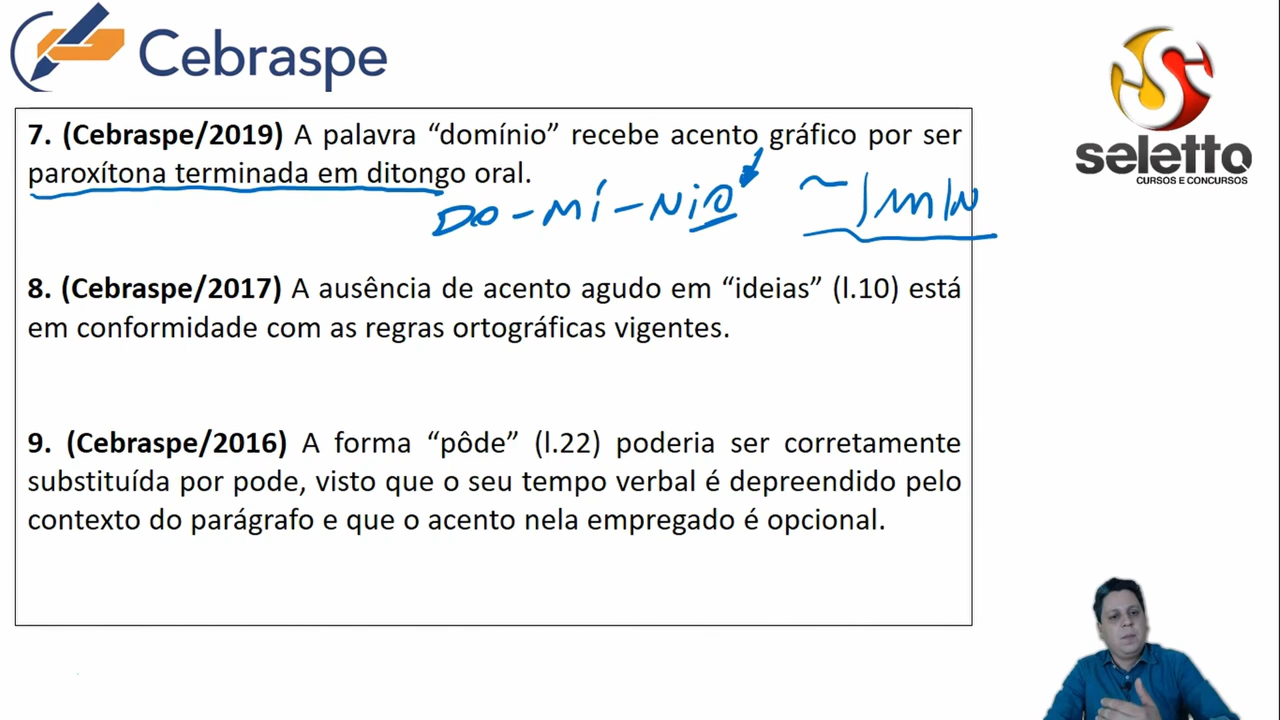 Cebraspe
seletto
CURSOS E CONCURSOS
7. (Cebraspe/2019) A palavra “domínio” recebe acento gráfico por ser
paroxítona terminada em ditongo oral.
DO-MÍ-NIO
8. (Cebraspe/2017) A ausência de acento agudo em “ideias” (l.10) está
em conformidade com as regras ortográficas vigentes.
9. (Cebraspe/2016) A forma “pôde” (l.22) poderia ser corretamente
substituída por pode, visto que o seu tempo verbal é depreendido pelo
contexto do parágrafo e que o acento nela empregado é opcional.